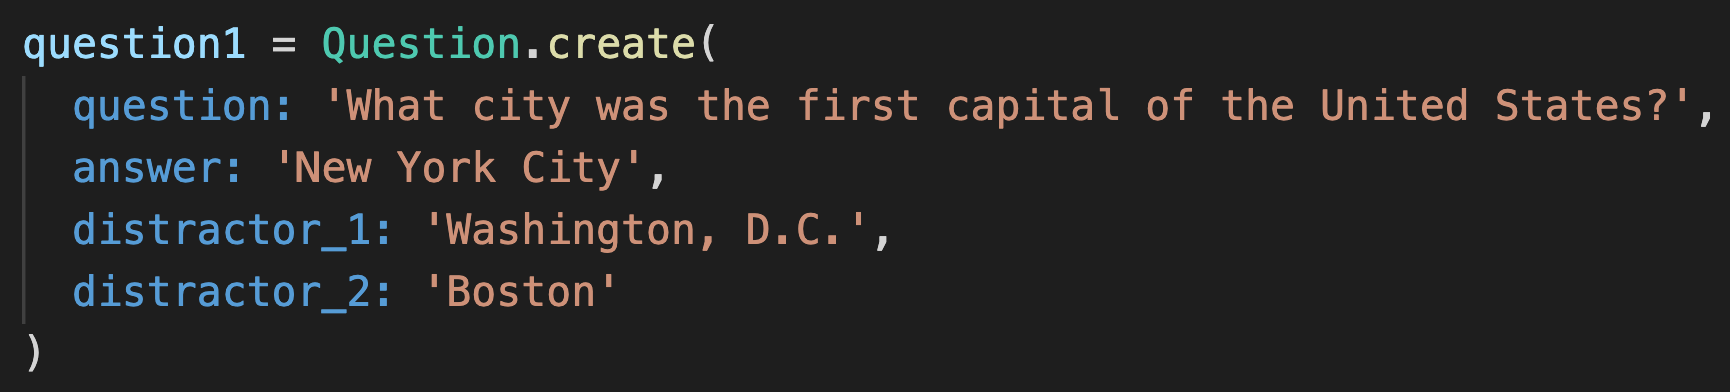 question1 = Question.create(
  question: 'What city was the first capital of the United States?',
  answer: 'New York City',
  distractor_1: 'Washington, D.C.',
  distractor_2: 'Boston'
)